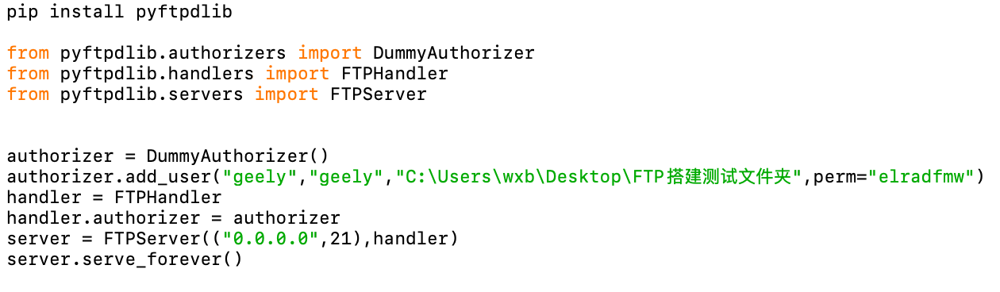 pip install pyftpdlib
from pyftpdlib.authorizers import DummyAuthorizer
from pyftpdlib.handlers import FTPHandler
from pyftpdlib.servers import FTPServer
authorizer = DummyAuthorizer()
authorizer.add_user("geely","geely","C:\Users\wxb\Desktop\FTP搭建测试文件夹",perm="elradfmw")
handler = FTPHandler
handler.authorizer = authorizer
server = FTPServer(("0.0.0.0",21),handler)
server.serve_forever()